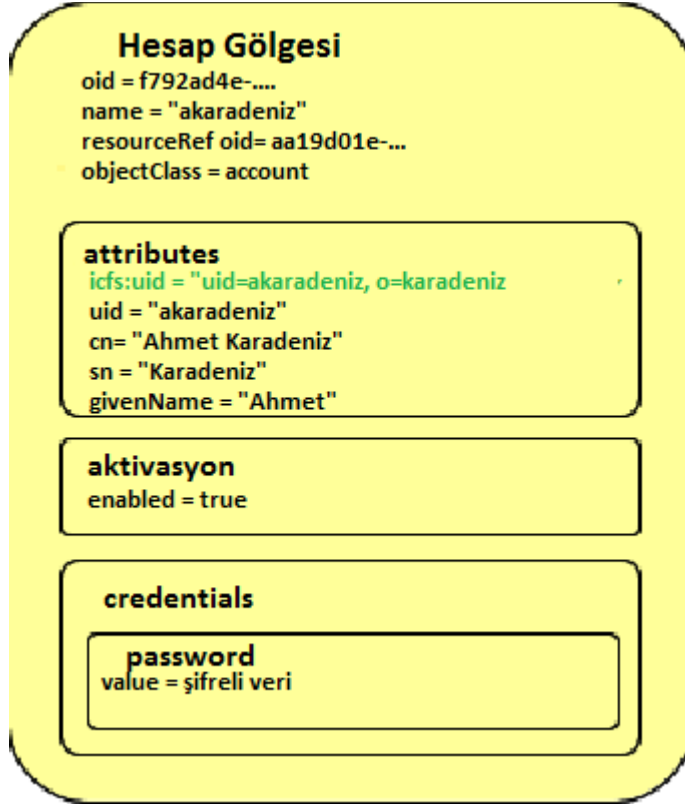 Hesap Gölgesi
oid = f792ad4e-....
name = "akaradeniz"
resourceRef oid= aa19d01e-...
objectClass = account
attributes
icfs:uid = "uid=akaradeniz, o=karadeniz
uid = "akaradeniz"
cn= "Ahmet Karadeniz"
sn = "Karadeniz"
givenName = "Ahmet"
aktivasyon
enabled = true
credentials
password
value = şifreli veri